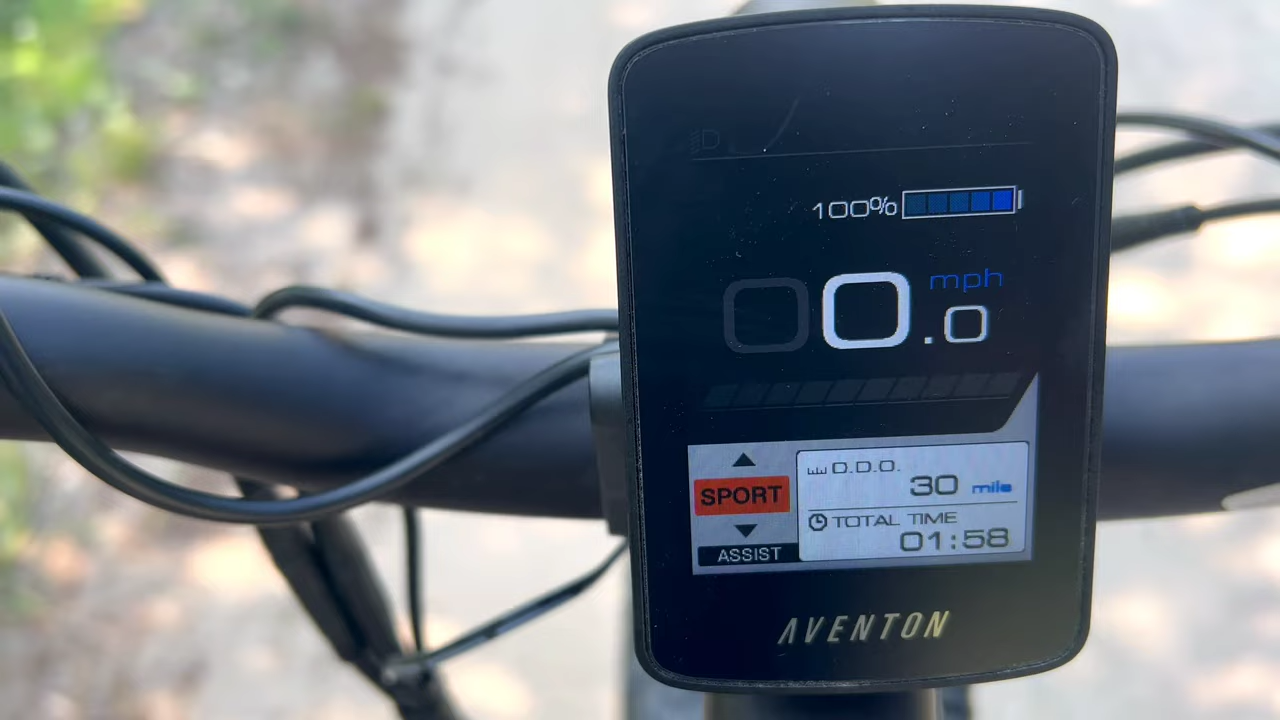 100%
mph
00.0
O.D.O.
30 mile
SPORT
TOTAL TIME
01:58
ASSIST
AVENTON